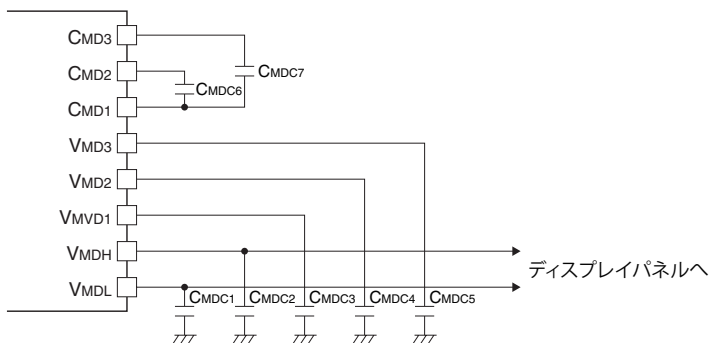 CMD3
CMD2
CMD1
VMD3
VMD2
VMVD1
VMDH
VMDL
CMDC7
CMDC6
ディスプレイパネルへ
CMDC1
CMDC2
CMDC3
CMDC4
CMDC5